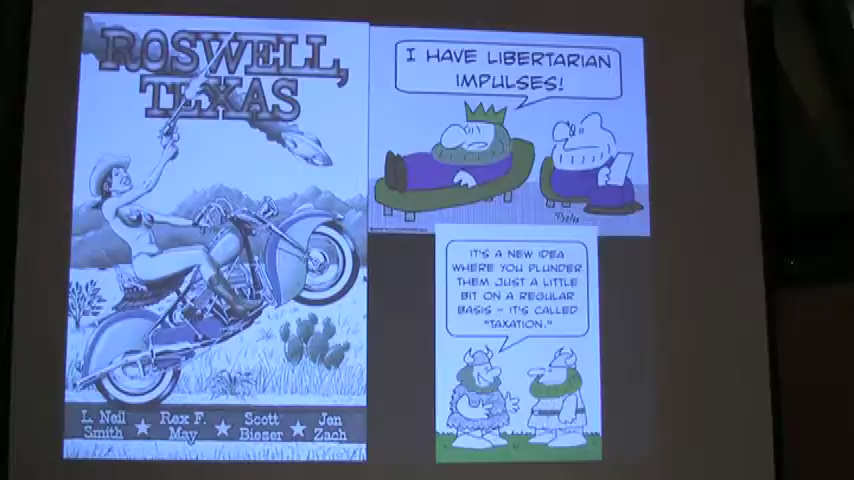 ROSWELL,
TEXAS
L. Neil
Smith
Rex F.
May
Scott
Bieser
Jen
Zach
I HAVE LIBERTARIAN
IMPULSES!
IT'S A NEW IDEA
WHERE YOU PLUNDER
THEM JUST A LITTLE
BIT ON A REGULAR
BASIS – IT'S CALLED
"TAXATION."